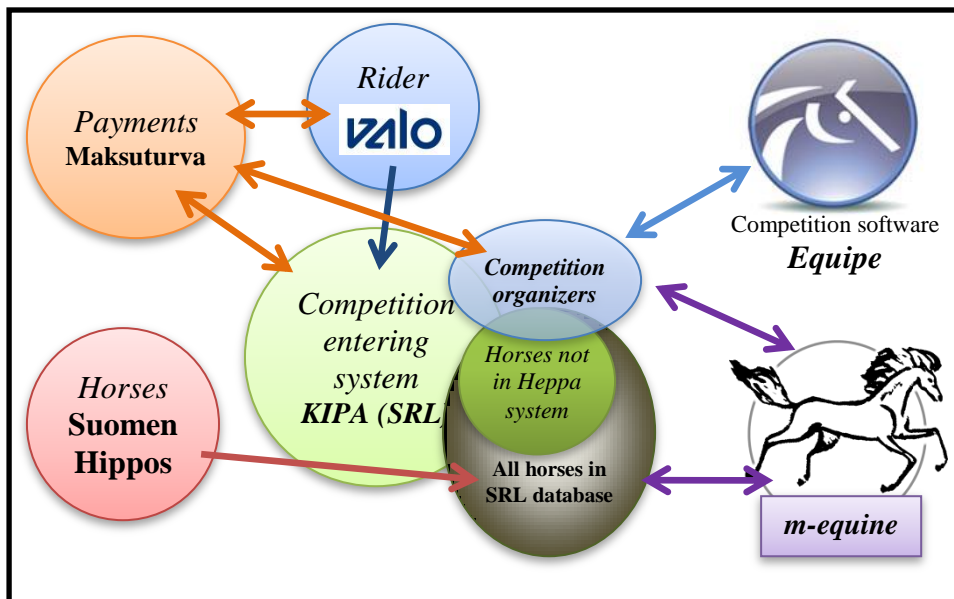 Payments
Maksuturva
Rider
valo
Competition software
Equipe
Competition
organizers
Competition
entering
system
KIPA (SRL)
Horses not
in Heppa
system
Horses
Suomen
Hippos
All horses in
SRL database
m-equine